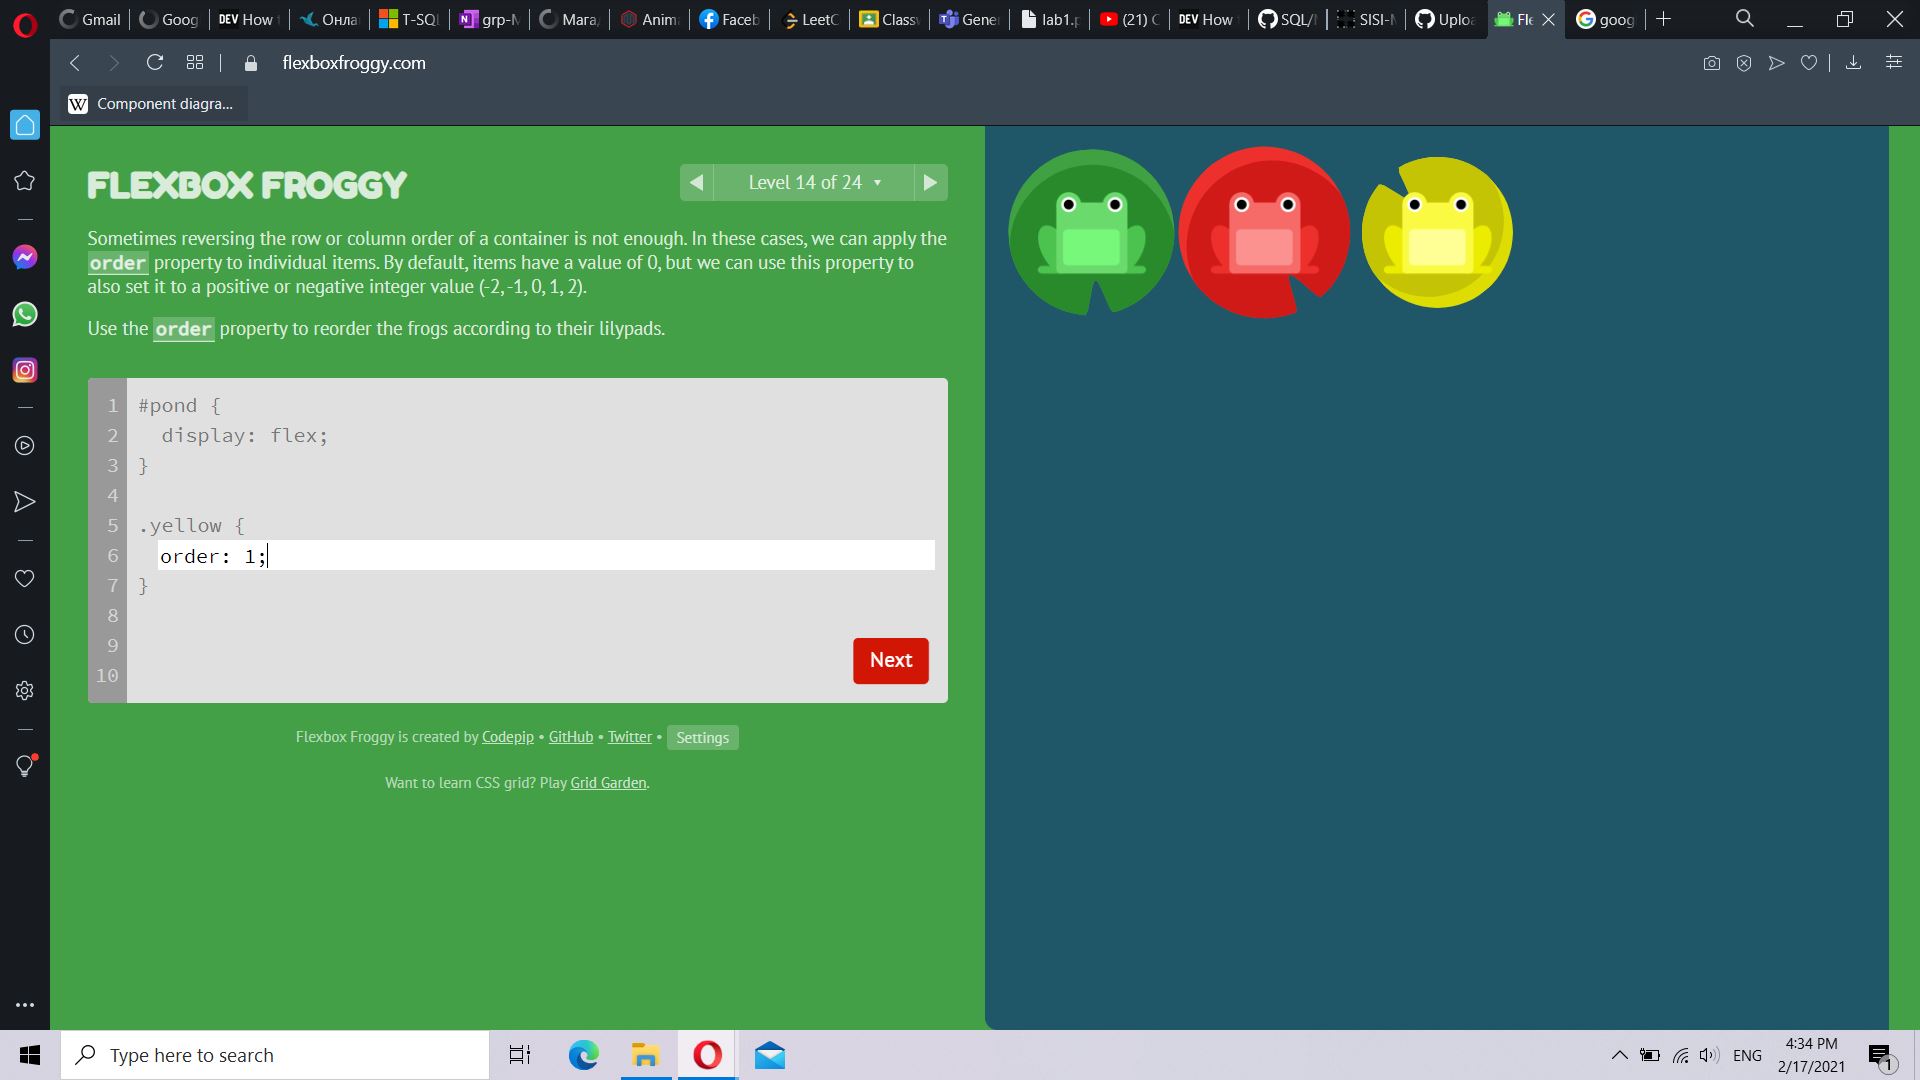 Gmail
Goog
DEV How
Онла
T-SQL
grp-M
Mara
Anim
Faceb
LeetC
Class
Gene
lab1.p
(21) C
DEV How
SQL/
SISI-
Uplo
Fle
goog
flexboxfroggy.com
W Component diagra...
FLEXBOX FROGGY
Level 14 of 24
Sometimes reversing the row or column order of a container is not enough. In these cases, we can apply the
order property to individual items. By default, items have a value of 0, but we can use this property to
also set it to a positive or negative integer value (-2, -1, 0, 1, 2).
Use the order property to reorder the frogs according to their lilypads.
1 #pond {
2 display: flex;
3 }
4
5 .yellow {
6 order: 1;
7 }
8
9
10
Next
Flexbox Froggy is created by Codepip • GitHub • Twitter • Settings
Want to learn CSS grid? Play Grid Garden.
Type here to search
ENG
4:34 PM
2/17/2021
1